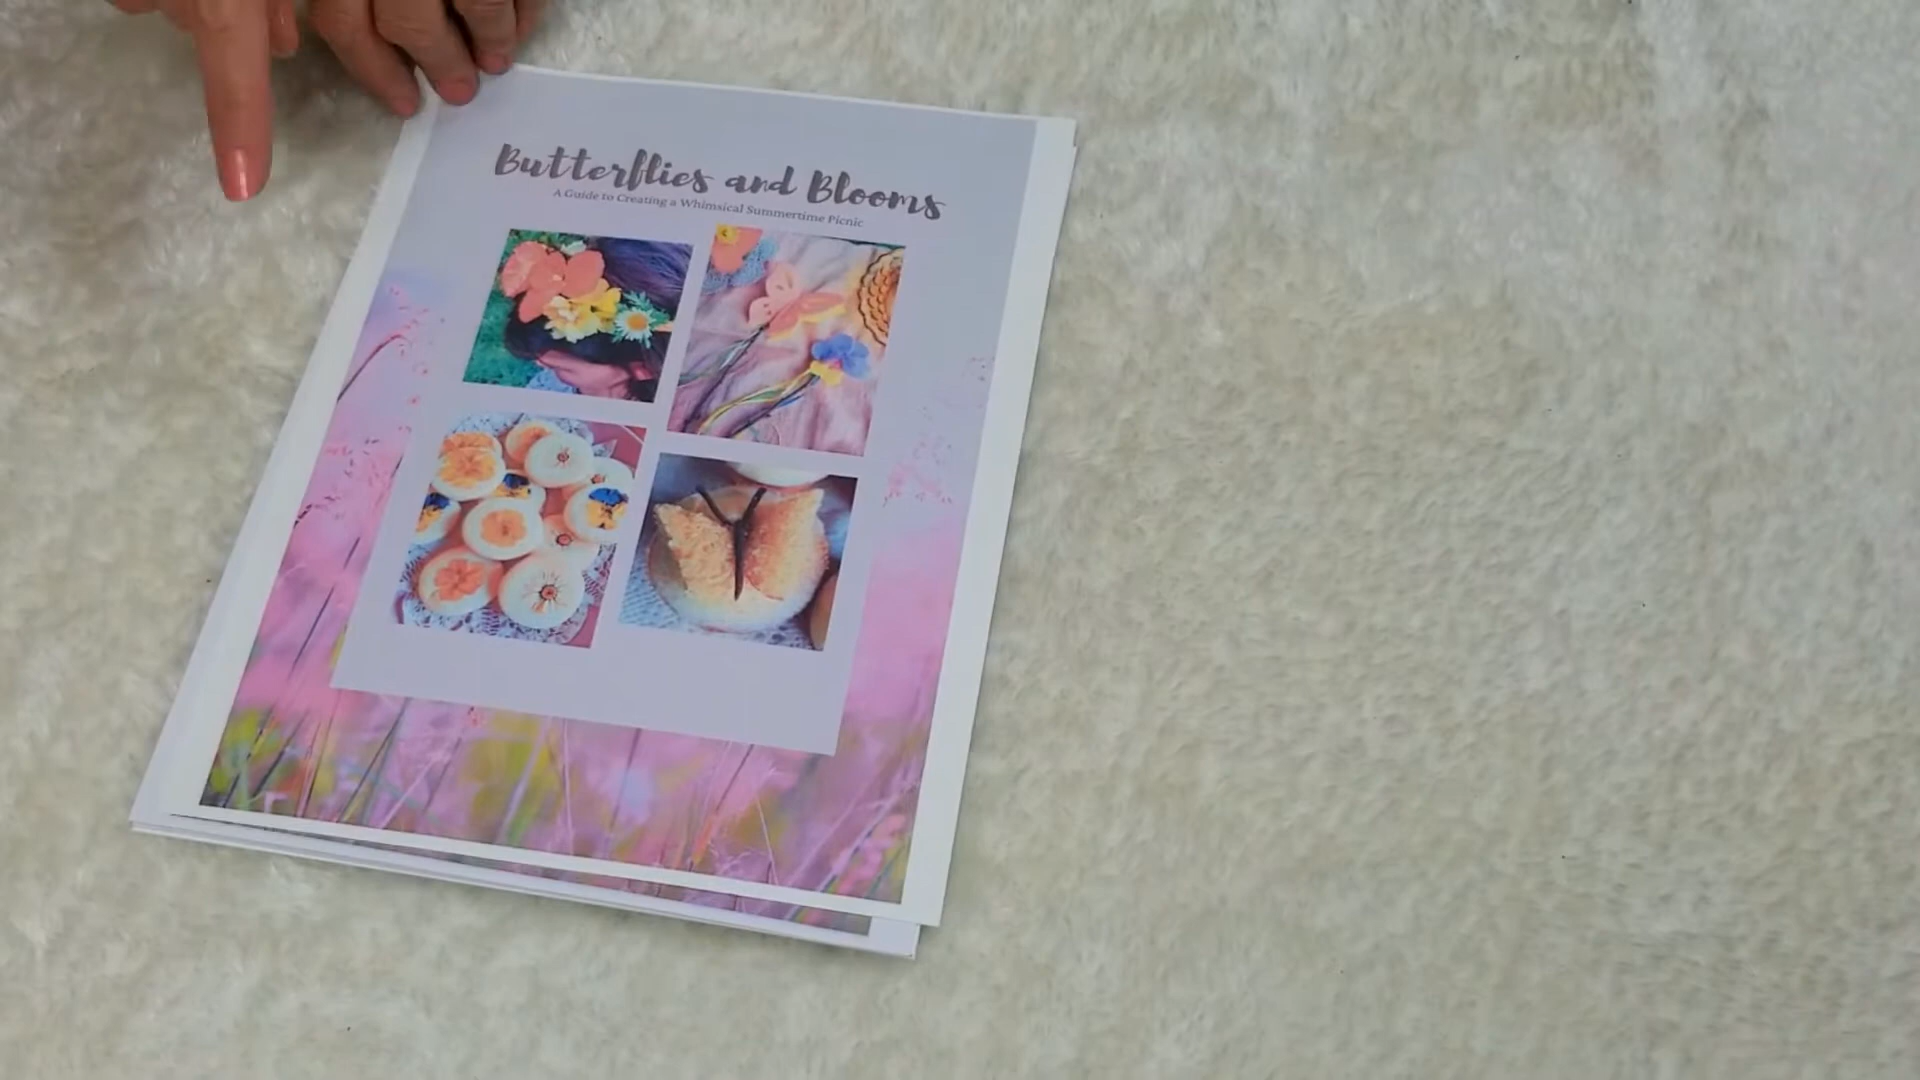 Butterflies and Blooms
A Guide to Creating a Whimsical Summertime Picnic